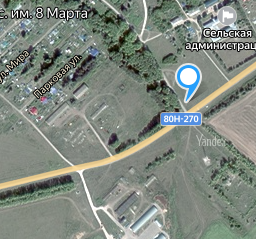 с. им. 8 Марта
Сельская
администрац
ул. Мира
Парковая ул.
80Н-270
Yandex